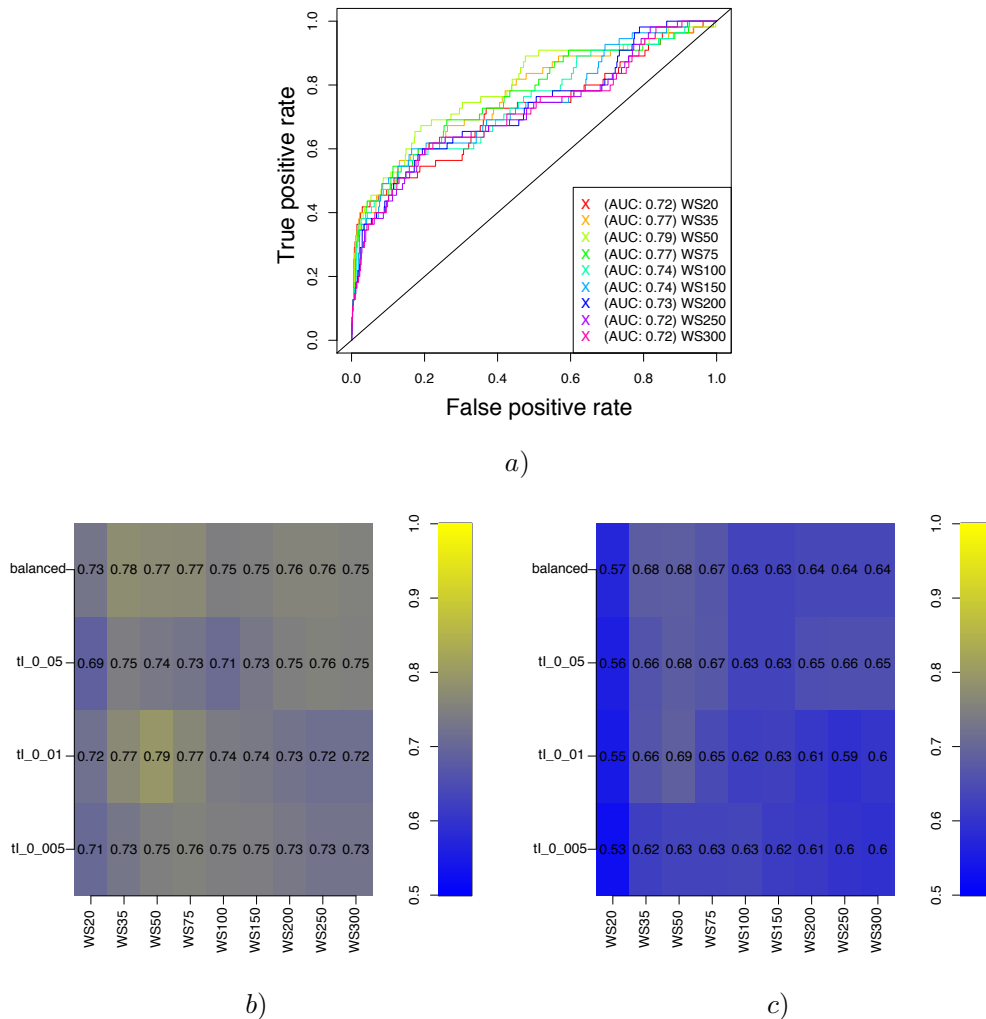 1.0
0.8
0.6
0.4
0.2
0.0
True positive rate
X (AUC: 0.72) WS20
X (AUC: 0.77) WS35
X (AUC: 0.79) WS50
X (AUC: 0.77) WS75
X (AUC: 0.74) WS100
X (AUC: 0.74) WS150
X (AUC: 0.73) WS200
X (AUC: 0.72) WS250
X (AUC: 0.72) WS300
0.0 0.2 0.4 0.6 0.8 1.0
False positive rate
a)
balanced 0.73 0.78 0.77 0.77 0.75 0.75 0.76 0.76 0.75
tl_0_05 0.69 0.75 0.74 0.73 0.71 0.73 0.75 0.76 0.75
tl_0_01 0.72 0.77 0.79 0.77 0.74 0.74 0.73 0.72 0.72
tl_0_005 0.71 0.73 0.75 0.76 0.75 0.75 0.73 0.73 0.73
WS20 WS35 WS50 WS75 WS100 WS150 WS200 WS250 WS300
1.0
0.9
0.8
0.7
0.6
0.5
b)
balanced 0.57 0.68 0.68 0.67 0.63 0.63 0.64 0.64 0.64
tl_0_05 0.56 0.66 0.68 0.67 0.63 0.63 0.65 0.66 0.65
tl_0_01 0.55 0.66 0.69 0.65 0.62 0.63 0.61 0.59 0.6
tl_0_005 0.53 0.62 0.63 0.63 0.63 0.62 0.61 0.6 0.6
WS20 WS35 WS50 WS75 WS100 WS150 WS200 WS250 WS300
1.0
0.9
0.8
0.7
0.6
0.5
c)